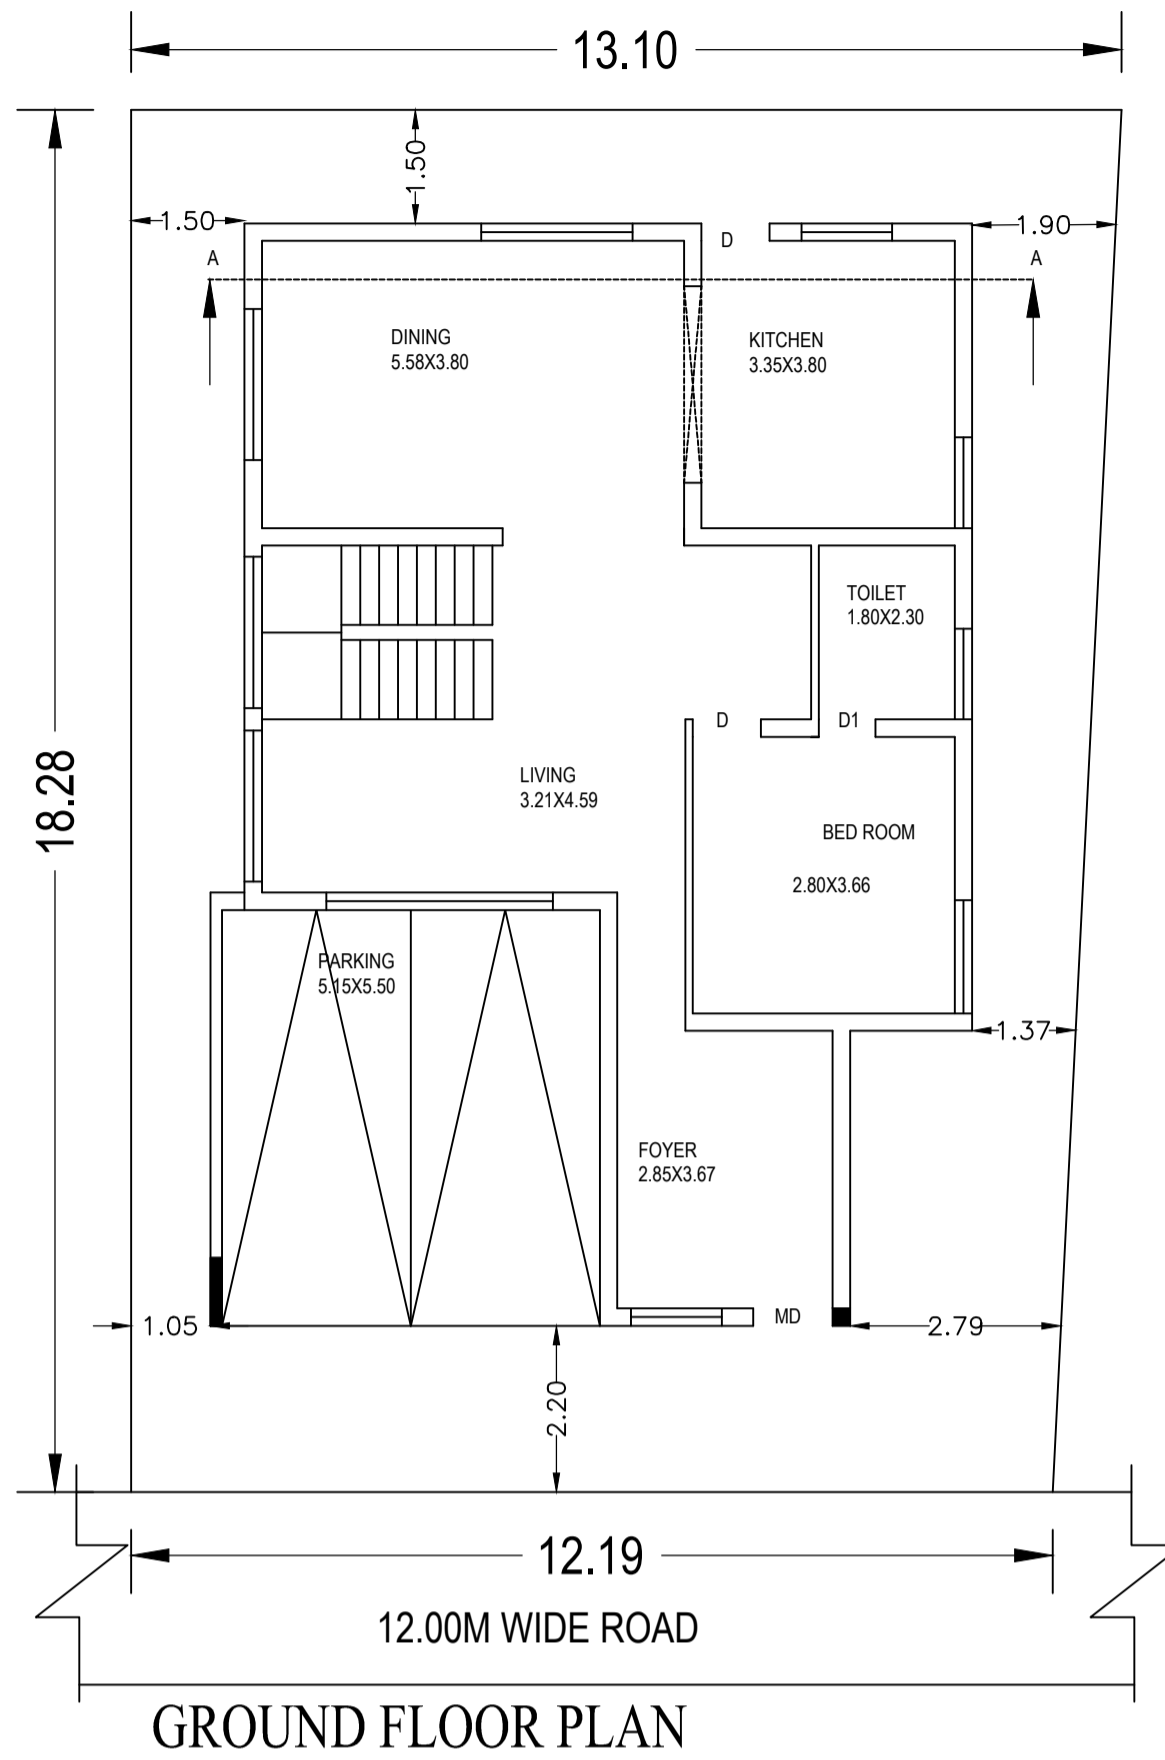 13.10
1.50
1.50
1.90
D
A
A
DINING
5.58X3.80
KITCHEN
3.35X3.80
TOILET
1.80X2.30
D
D1
18.28
LIVING
3.21X4.59
BED ROOM
2.80X3.66
PARKING
5.15X5.50
1.37
FOYER
2.85X3.67
1.05
MD
2.79
2.20
12.19
12.00M WIDE ROAD
GROUND FLOOR PLAN